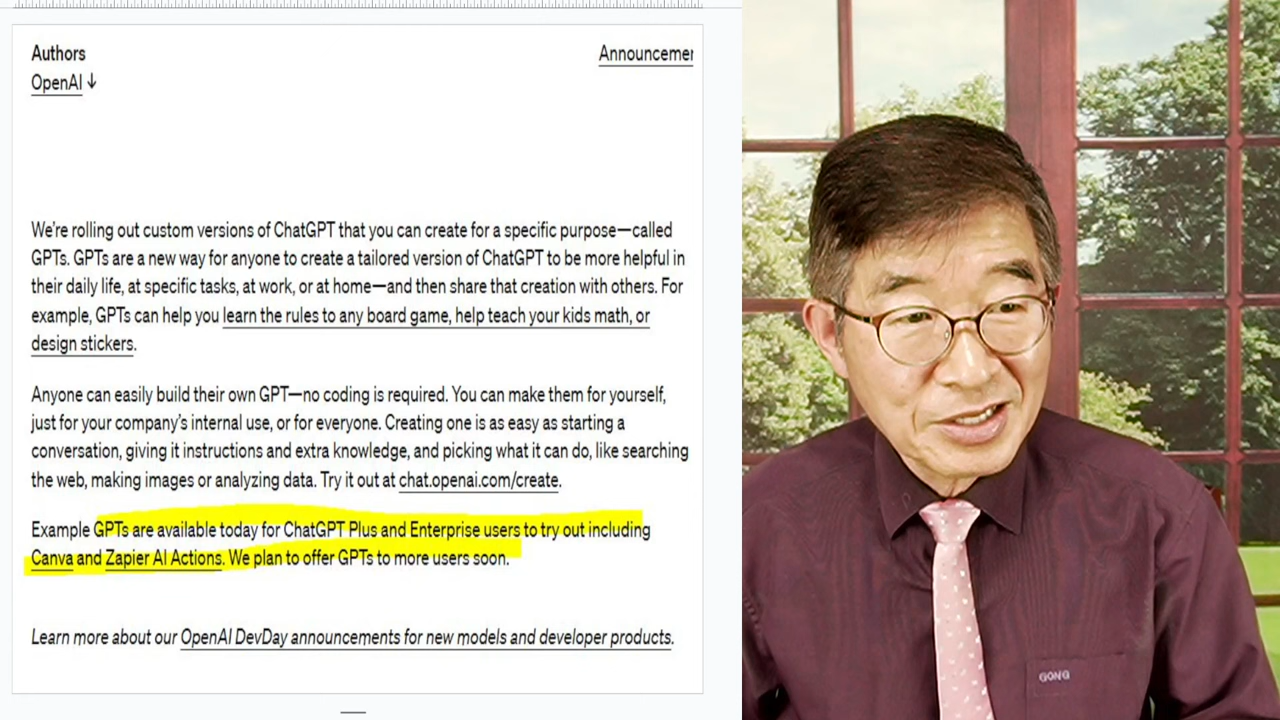 Authors
Announcemen
OpenAI ↓
We're rolling out custom versions of ChatGPT that you can create for a specific purpose—called
GPTs. GPTs are a new way for anyone to create a tailored version of ChatGPT to be more helpful in
their daily life, at specific tasks, at work, or at home—and then share that creation with others. For
example, GPTs can help you learn the rules to any board game, help teach your kids math, or
design stickers.
Anyone can easily build their own GPT—no coding is required. You can make them for yourself,
just for your company's internal use, or for everyone. Creating one is as easy as starting a
conversation, giving it instructions and extra knowledge, and picking what it can do, like searching
the web, making images or analyzing data. Try it out at chat.openai.com/create.
Example GPTs are available today for ChatGPT Plus and Enterprise users to try out including
Canva and Zapier AI Actions. We plan to offer GPTs to more users soon.
Learn more about our OpenAI DevDay announcements for new models and developer products.
GONG